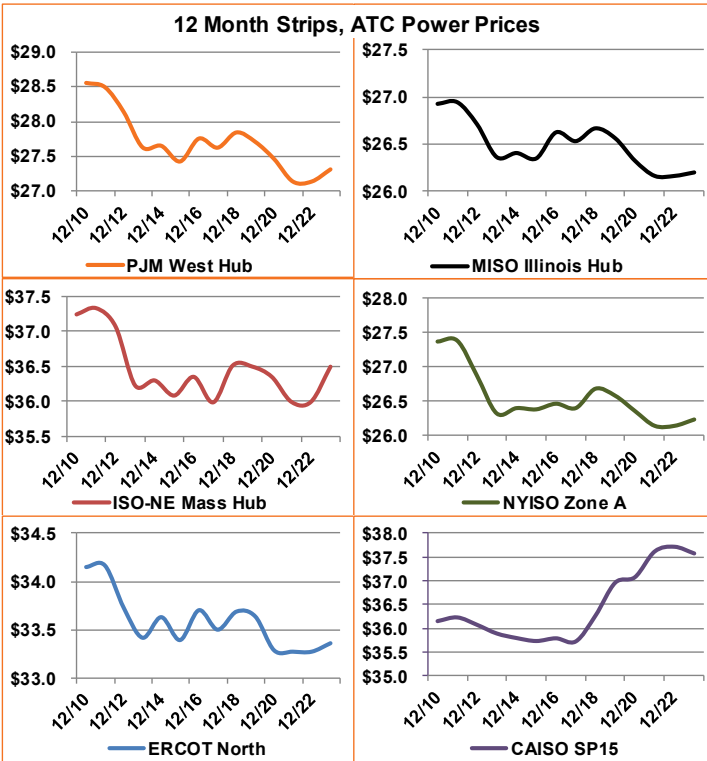 12 Month Strips, ATC Power Prices
$29.0
$28.5
$28.0
$27.5
$27.0
12/10 12/12 12/14 12/16 12/18 12/20 12/22
PJM West Hub
$27.5
$27.0
$26.5
$26.0
12/10 12/12 12/14 12/16 12/18 12/20 12/22
MISO Illinois Hub
$37.5
$37.0
$36.5
$36.0
$35.5
12/10 12/12 12/14 12/16 12/18 12/20 12/22
ISO-NE Mass Hub
$28.0
$27.5
$27.0
$26.5
$26.0
12/10 12/12 12/14 12/16 12/18 12/20 12/22
NYISO Zone A
$34.5
$34.0
$33.5
$33.0
12/10 12/12 12/14 12/16 12/18 12/20 12/22
ERCOT North
$38.0
$37.5
$37.0
$36.5
$36.0
$35.5
$35.0
12/10 12/12 12/14 12/16 12/18 12/20 12/22
CAISO SP15